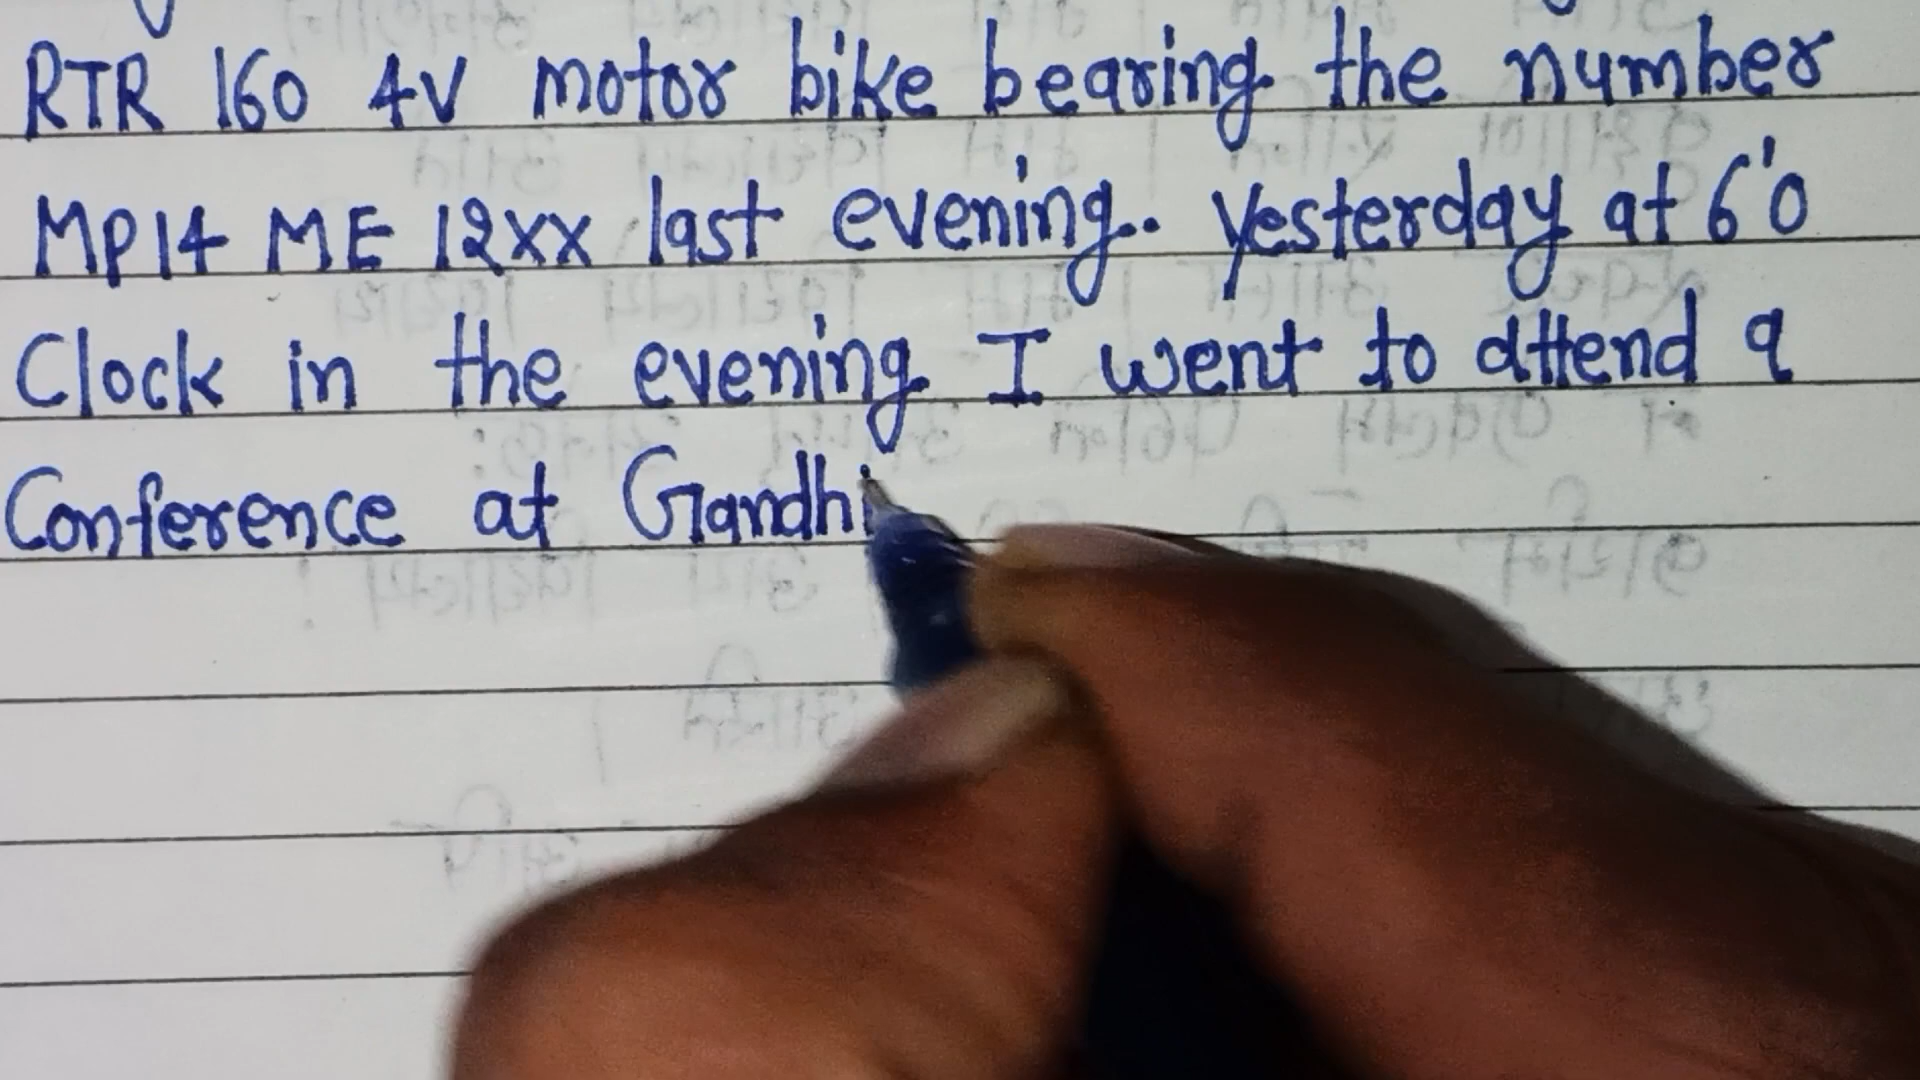 RTR 160 4V motor bike bearing the number
MP14 ME 12XX last evening. Yesterday at 6'0
Clock in the evening I went to attend a
Conference at Gandhi